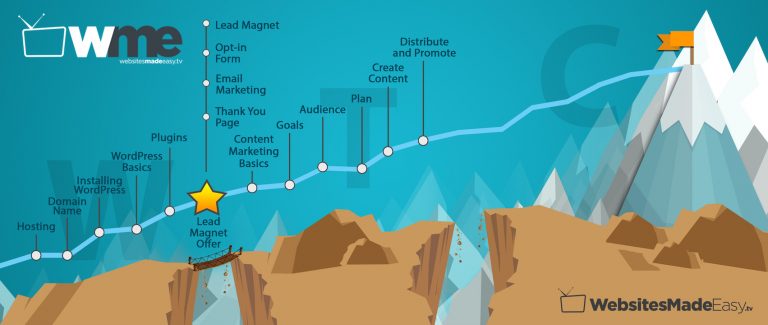 wme
websitesmadeeasy.tv
Lead Magnet
Opt-in
Form
Email
Marketing
Thank You
Page
Hosting
Domain
Name
Installing
WordPress
WordPress
Basics
Plugins
Lead
Magnet
Offer
Content
Marketing
Basics
Goals
Audience
Plan
Create
Content
Distribute
and Promote
W
T
C
WebsitesMadeEasy.tv